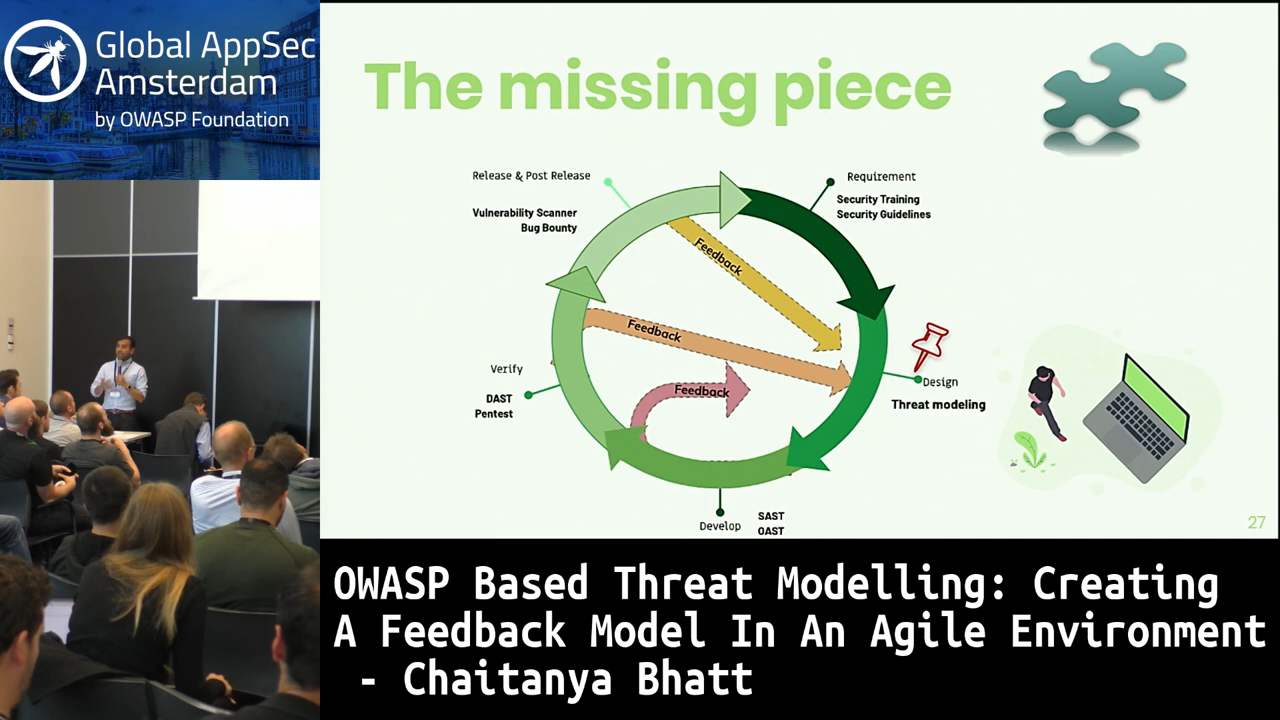 Global AppSec
Amsterdam
by OWASP Foundation
The missing piece
Release & Post Release
Vulnerability Scanner
Bug Bounty
Requirement
Security Training
Security Guidelines
Feedback
Feedback
Feedback
Verify
DAST
Pentest
Design
Threat modeling
Develop
SAST
OAST
27
OWASP Based Threat Modelling: Creating
A Feedback Model In An Agile Environment
- Chaitanya Bhatt